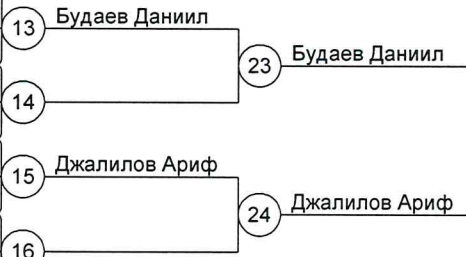 13 Будаев Даниил
23 Будаев Даниил
14
15 Джалилов Ариф
24 Джалилов Ариф
16